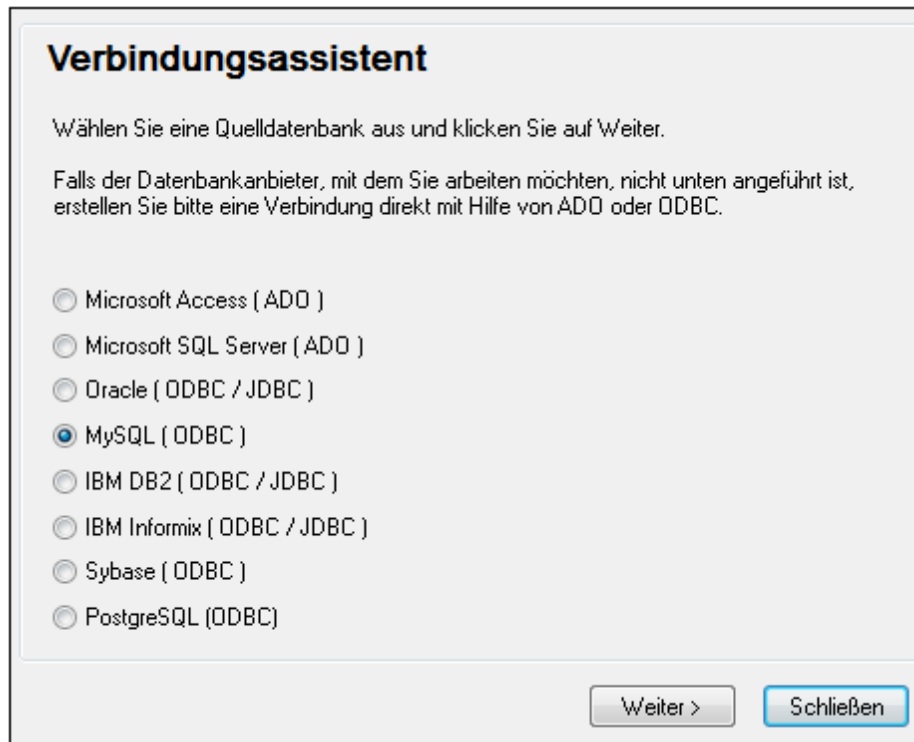 Verbindungsassistent
Wählen Sie eine Quelldatenbank aus und klicken Sie auf Weiter.
Falls der Datenbankanbieter, mit dem Sie arbeiten möchten, nicht unten angeführt ist,
erstellen Sie bitte eine Verbindung direkt mit Hilfe von ADO oder ODBC.
Microsoft Access ( ADO )
Microsoft SQL Server ( ADO )
Oracle ( ODBC / JDBC )
MySQL ( ODBC )
IBM DB2 ( ODBC / JDBC )
IBM Informix ( ODBC / JDBC )
Sybase ( ODBC )
PostgreSQL (ODBC)
Weiter > Schließen